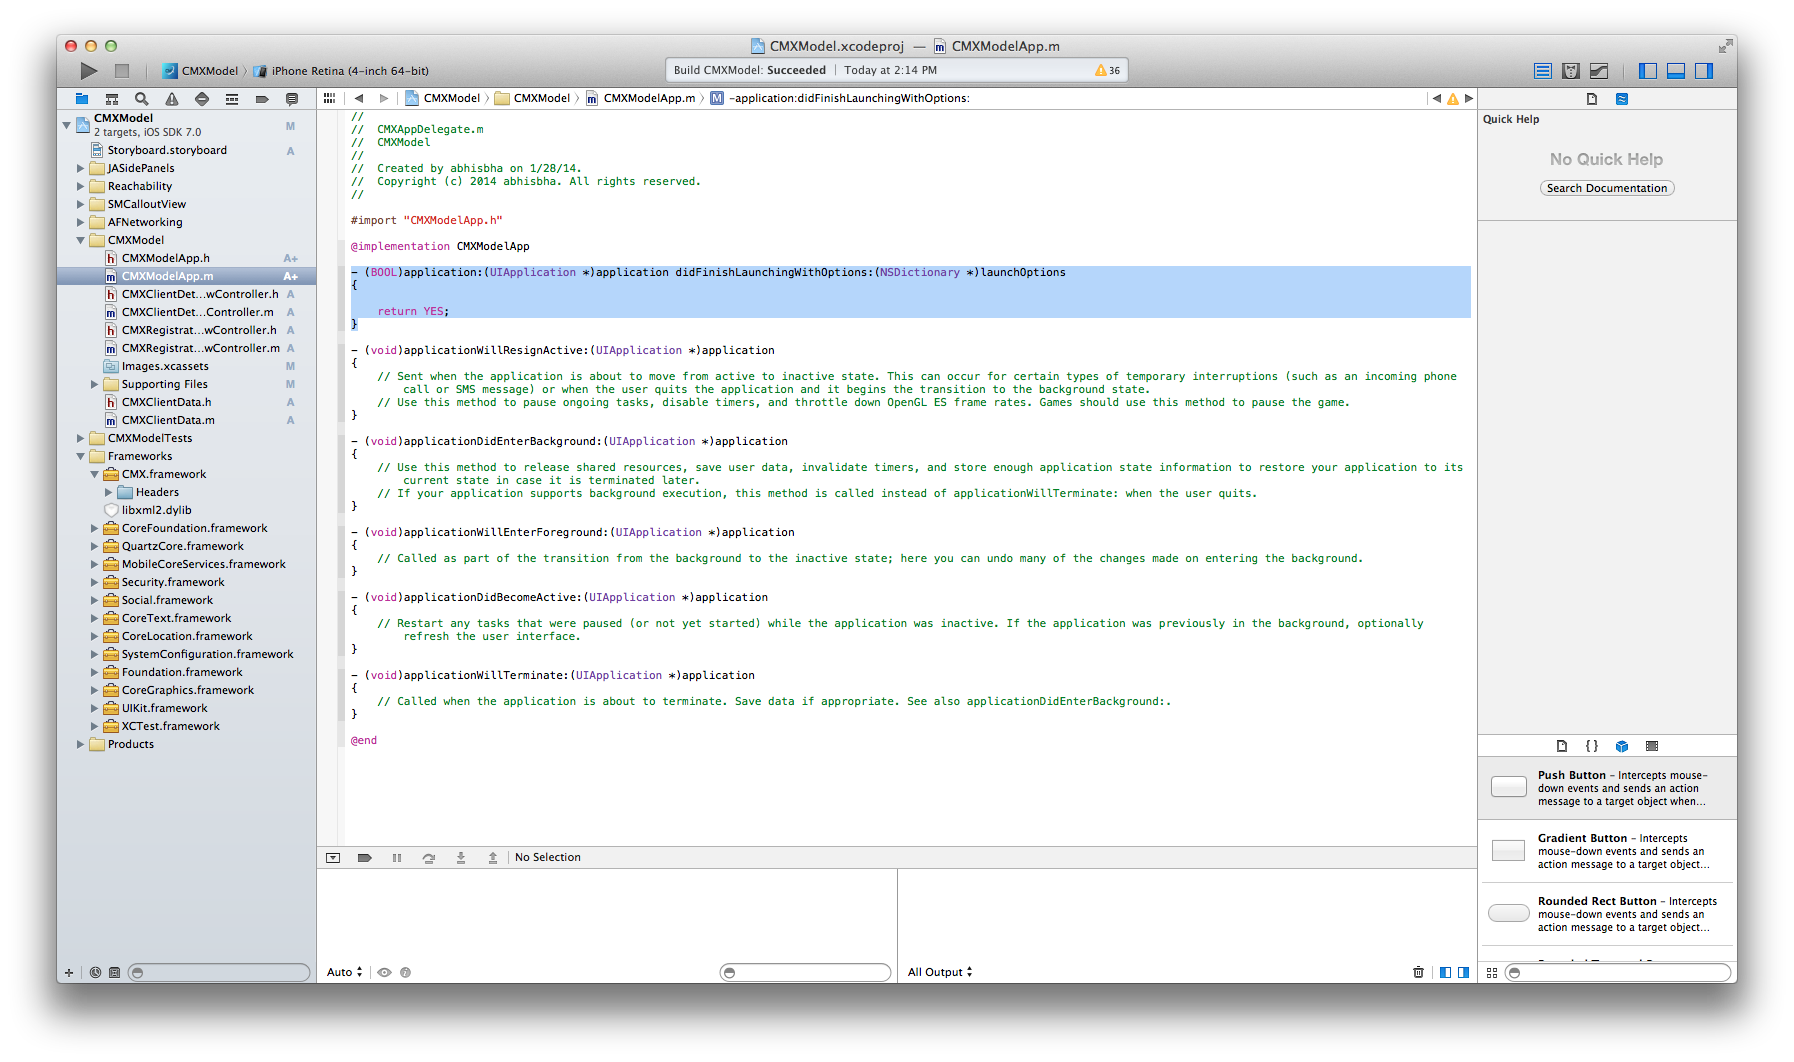 CMXModel.xcodeproj — CMXModelApp.m
CMXModel iPhone Retina (4-inch 64-bit)
Build CMXModel: Succeeded Today at 2:14 PM 36
CMXModel CMXModel CMXModelApp.m M -application:didFinishLaunchingWithOptions:
CMXModel
2 targets, iOS SDK 7.0 M
Storyboard.storyboard A
JASidePanels
Reachability
SMCalloutView
AFNetworking
CMXModel
CMXModelApp.h A+
CMXModelApp.m A+
CMXClientDet...wController.h A
CMXClientDet...Controller.m A
CMXRegistrat...wController.h A
CMXRegistrat...wController.m A
Images.xcassets M
Supporting Files M
CMXClientData.h A
CMXClientData.m A
CMXModelTests
Frameworks
CMX.framework
Headers
libxml2.dylib
CoreFoundation.framework
QuartzCore.framework
MobileCoreServices.framework
Security.framework
Social.framework
CoreText.framework
CoreLocation.framework
SystemConfiguration.framework
Foundation.framework
CoreGraphics.framework
UIKit.framework
XCTest.framework
Products
//
//  CMXAppDelegate.m
//  CMXModel
//
//  Created by abhisbha on 1/28/14.
//  Copyright (c) 2014 abhisbha. All rights reserved.
//
#import "CMXModelApp.h"
@implementation CMXModelApp
- (BOOL)application:(UIApplication *)application didFinishLaunchingWithOptions:(NSDictionary *)launchOptions
{
return YES;
}
- (void)applicationWillResignActive:(UIApplication *)application
{
// Sent when the application is about to move from active to inactive state. This can occur for certain types of temporary interruptions (such as an incoming phone
call or SMS message) or when the user quits the application and it begins the transition to the background state.
// Use this method to pause ongoing tasks, disable timers, and throttle down OpenGL ES frame rates. Games should use this method to pause the game.
}
- (void)applicationDidEnterBackground:(UIApplication *)application
{
// Use this method to release shared resources, save user data, invalidate timers, and store enough application state information to restore your application to its
current state in case it is terminated later.
// If your application supports background execution, this method is called instead of applicationWillTerminate: when the user quits.
}
- (void)applicationWillEnterForeground:(UIApplication *)application
{
// Called as part of the transition from the background to the inactive state; here you can undo many of the changes made on entering the background.
}
- (void)applicationDidBecomeActive:(UIApplication *)application
{
// Restart any tasks that were paused (or not yet started) while the application was inactive. If the application was previously in the background, optionally
refresh the user interface.
}
- (void)applicationWillTerminate:(UIApplication *)application
{
// Called when the application is about to terminate. Save data if appropriate. See also applicationDidEnterBackground:.
}
@end
No Selection
Auto
All Output
Quick Help
No Quick Help
Search Documentation
Push Button - Intercepts mouse-
down events and sends an action
message to a target object when...
Gradient Button - Intercepts
mouse-down events and sends an
action message to a target object...
Rounded Rect Button - Intercepts
mouse-down events and sends an
action message to a target object...